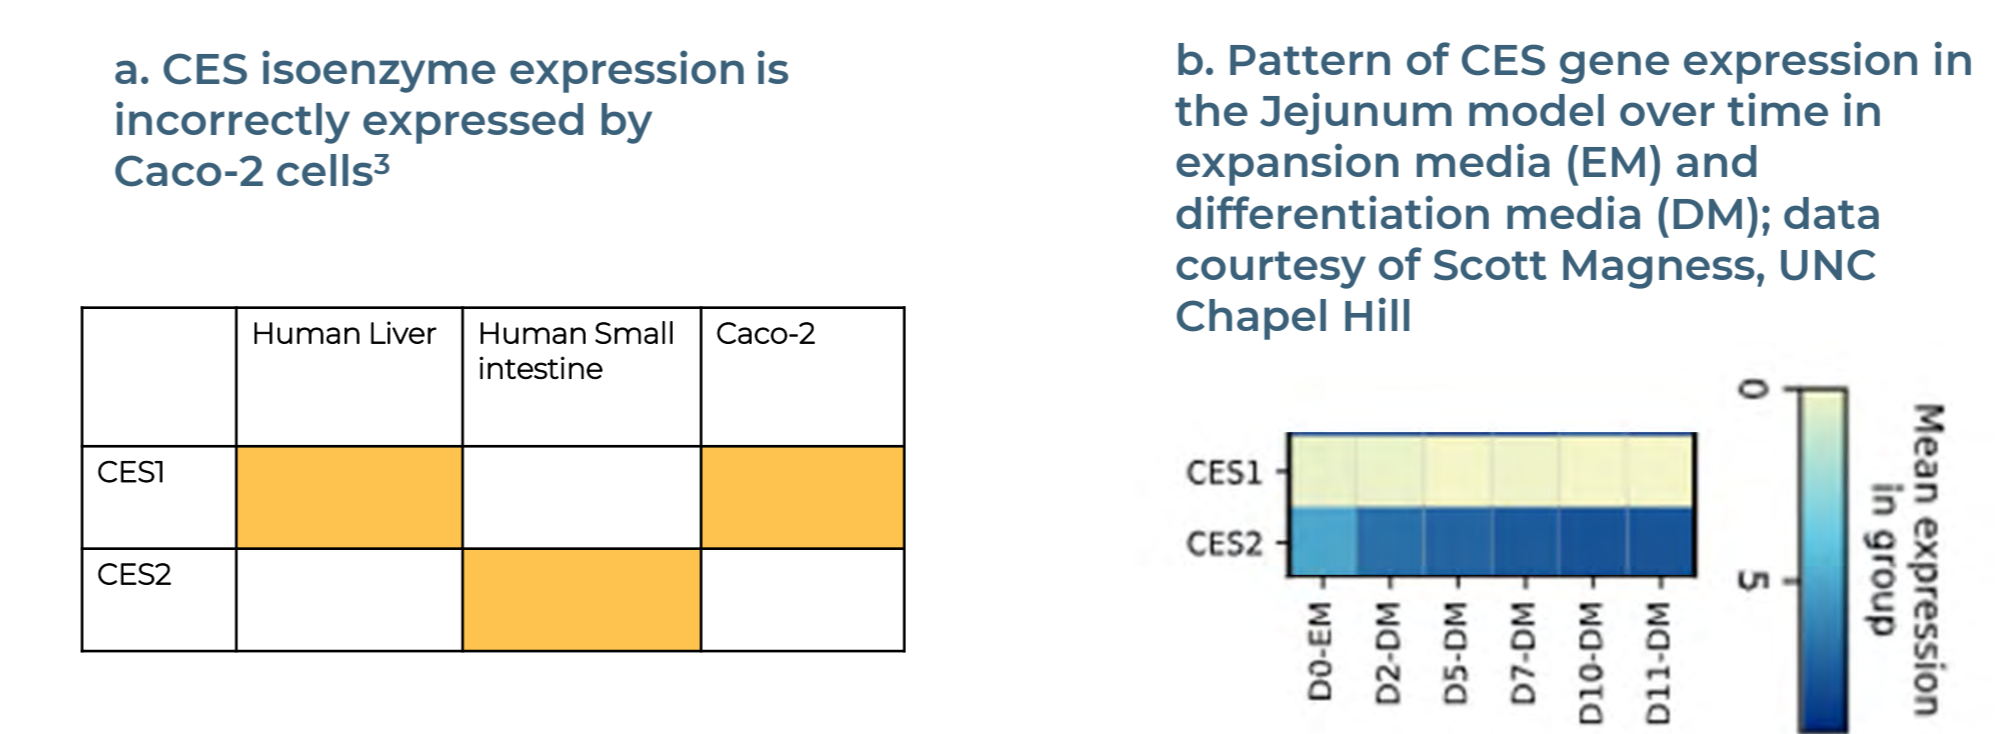 a. CES isoenzyme expression is
incorrectly expressed by
Caco-2 cells³
Human Liver
Human Small
intestine
Caco-2
CES1
CES2
b. Pattern of CES gene expression in
the Jejunum model over time in
expansion media (EM) and
differentiation media (DM); data
courtesy of Scott Magness, UNC
Chapel Hill
CES1
CES2
D0-EM
D2-DM
D5-DM
D7-DM
D10-DM
D11-DM
0
5
Mean expression
in group